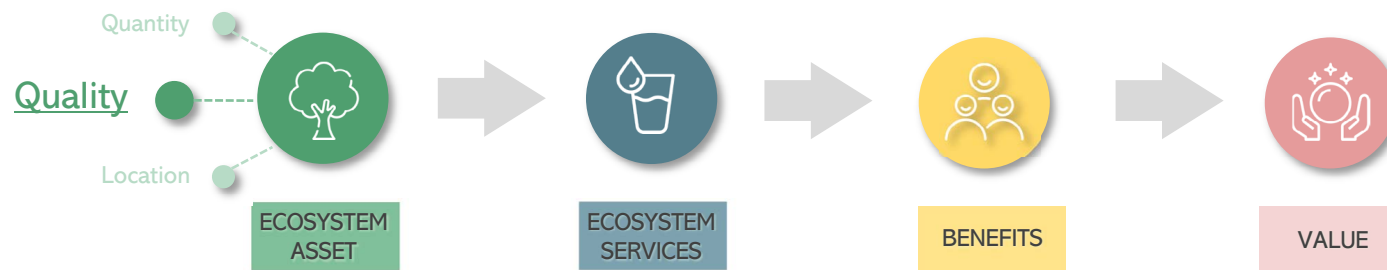 Quantity
Quality
Location
ECOSYSTEM
ASSET
ECOSYSTEM
SERVICES
BENEFITS
VALUE